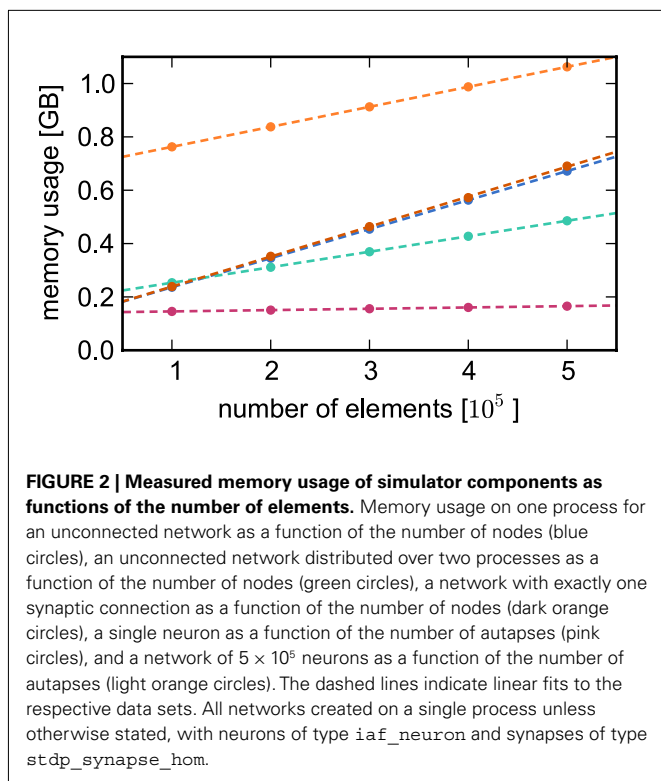 1.0
0.8
0.6
0.4
0.2
0.0
memory usage [GB]
1 2 3 4 5
number of elements [10⁵ ]
FIGURE 2 | Measured memory usage of simulator components as
functions of the number of elements. Memory usage on one process for
an unconnected network as a function of the number of nodes (blue
circles), an unconnected network distributed over two processes as a
function of the number of nodes (green circles), a network with exactly one
synaptic connection as a function of the number of nodes (dark orange
circles), a single neuron as a function of the number of autapses (pink
circles), and a network of 5 × 10⁵ neurons as a function of the number of
autapses (light orange circles). The dashed lines indicate linear fits to the
respective data sets. All networks created on a single process unless
otherwise stated, with neurons of type iaf_neuron and synapses of type
stdp_synapse_hom.